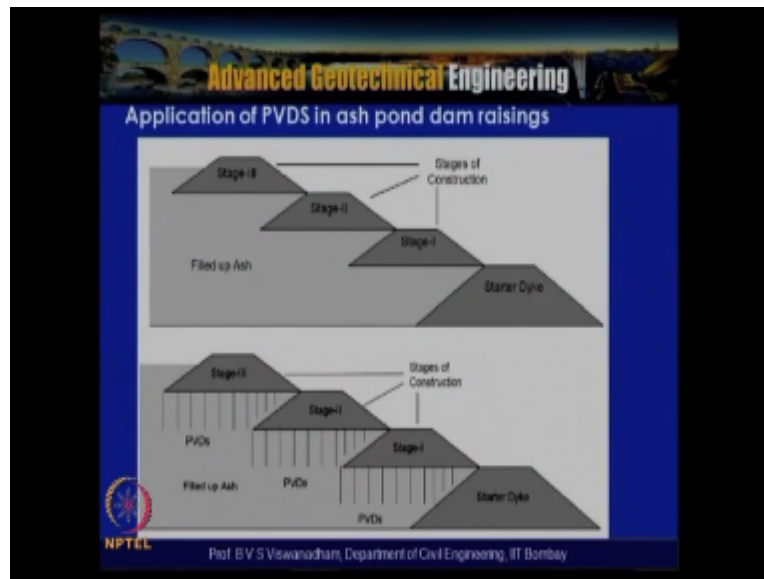 Advanced Geotechnical Engineering
Application of PVDS in ash pond dam raisings
Stage-III
Stages of
Construction
Stage-II
Stage-I
Filled up Ash
Starter Dyke
Stage-III
Stages of
Construction
Stage-II
PVDs
Stage-I
Filled up Ash
PVDs
Starter Dyke
PVDs
NPTEL
Prof. B V S Viswanadham, Department of Civil Engineering, IIT Bombay